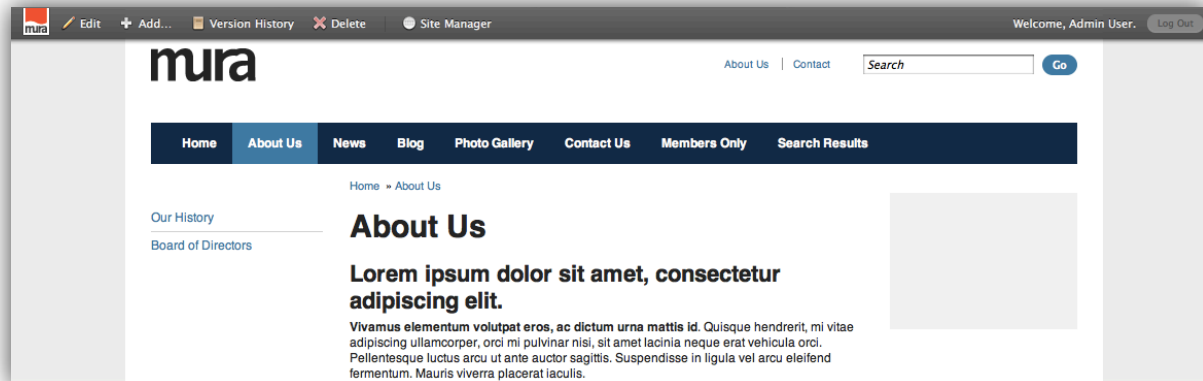 mura Edit Add... Version History Delete Site Manager Welcome, Admin User. Log Out
mura
About Us Contact Search Go
Home About Us News Blog Photo Gallery Contact Us Members Only Search Results
Home » About Us
Our History
Board of Directors
About Us
Lorem ipsum dolor sit amet, consectetur
adipiscing elit.
Vivamus elementum volutpat eros, ac dictum urna mattis id. Quisque hendrerit, mi vitae
adipiscing ullamcorper, orci mi pulvinar nisi, sit amet lacinia neque erat vehicula orci.
Pellentesque luctus arcu ut ante auctor sagittis. Suspendisse in ligula vel arcu eleifend
fermentum. Mauris viverra placerat iaculis.